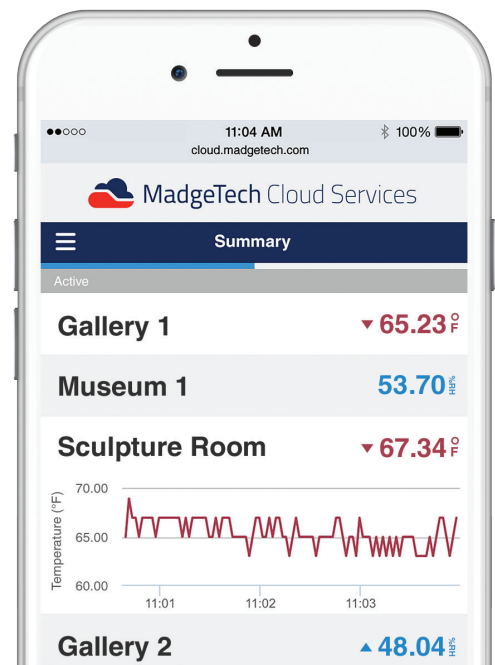 11:04 AM
100%
cloud.madgetech.com
MadgeTech Cloud Services
Summary
Active
Gallery 1 ▼ 65.23 °F
Museum 1 53.70 %RH
Sculpture Room ▼ 67.34 °F
Temperature (°F)
70.00
65.00
60.00
11:01 11:02 11:03
Gallery 2 ▲ 48.04 %RH